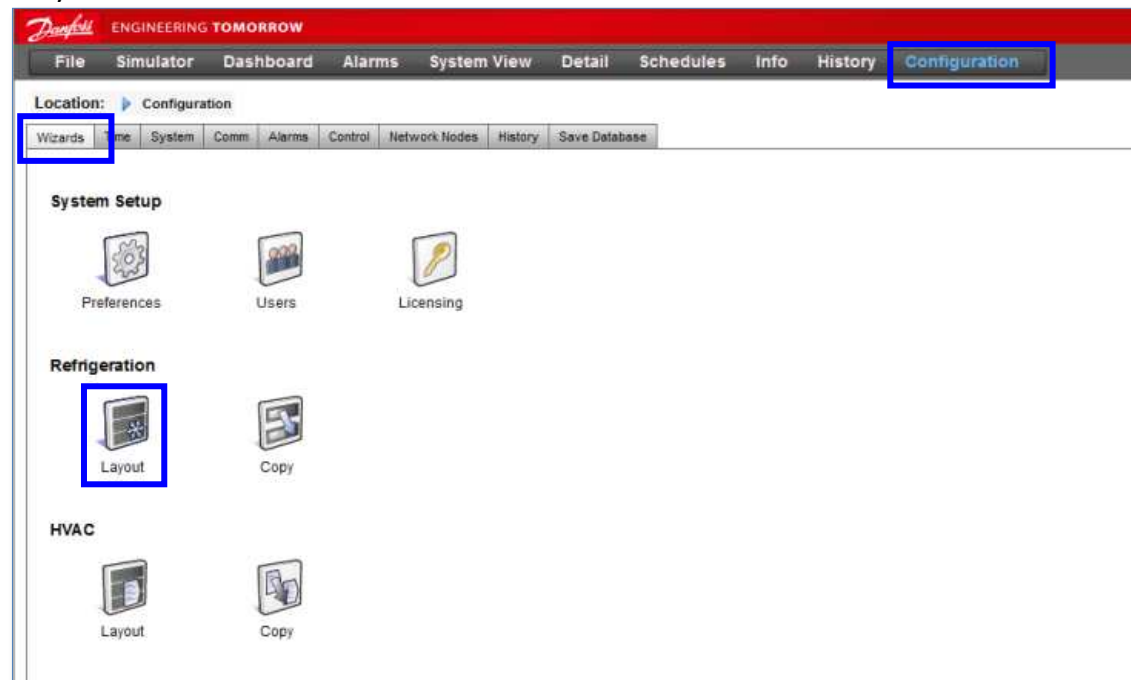 Danfoss ENGINEERING TOMORROW
File Simulator Dashboard Alarms System View Detail Schedules Info History Configuration
Location: Configuration
Wizards Time System Comm Alarms Control Network Nodes History Save Database
System Setup
Preferences Users Licensing
Refrigeration
Layout Copy
HVAC
Layout Copy